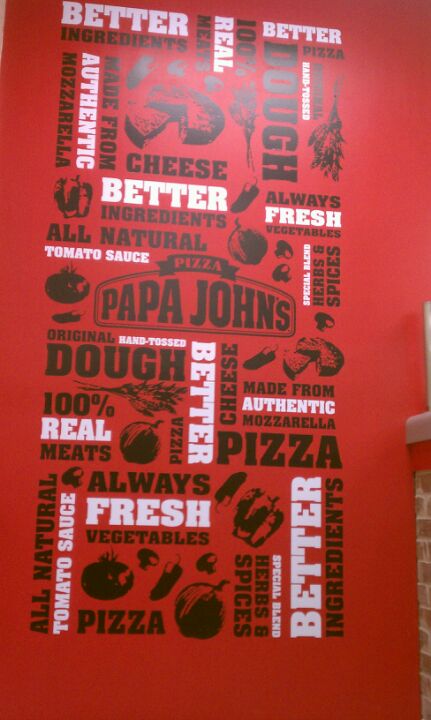 BETTER
INGREDIENTS
100%
REAL
MEATS
BETTER
PIZZA
ORIGINAL
HAND-TOSSED
DOUGH
MADE FROM
AUTHENTIC
MOZZARELLA
CHEESE
BETTER
INGREDIENTS
ALWAYS
FRESH
VEGETABLES
ALL NATURAL
TOMATO SAUCE
SPECIAL BLEND
HERBS &
SPICES
PIZZA
PAPA JOHN'S
ORIGINAL HAND-TOSSED
DOUGH
BETTER
CHEESE
MADE FROM
AUTHENTIC
MOZZARELLA
100%
REAL
MEATS
PIZZA
PIZZA
ALWAYS
FRESH
VEGETABLES
ALL NATURAL
TOMATO SAUCE
PIZZA
SPECIAL BLEND
HERBS &
SPICES
BETTER
INGREDIENTS